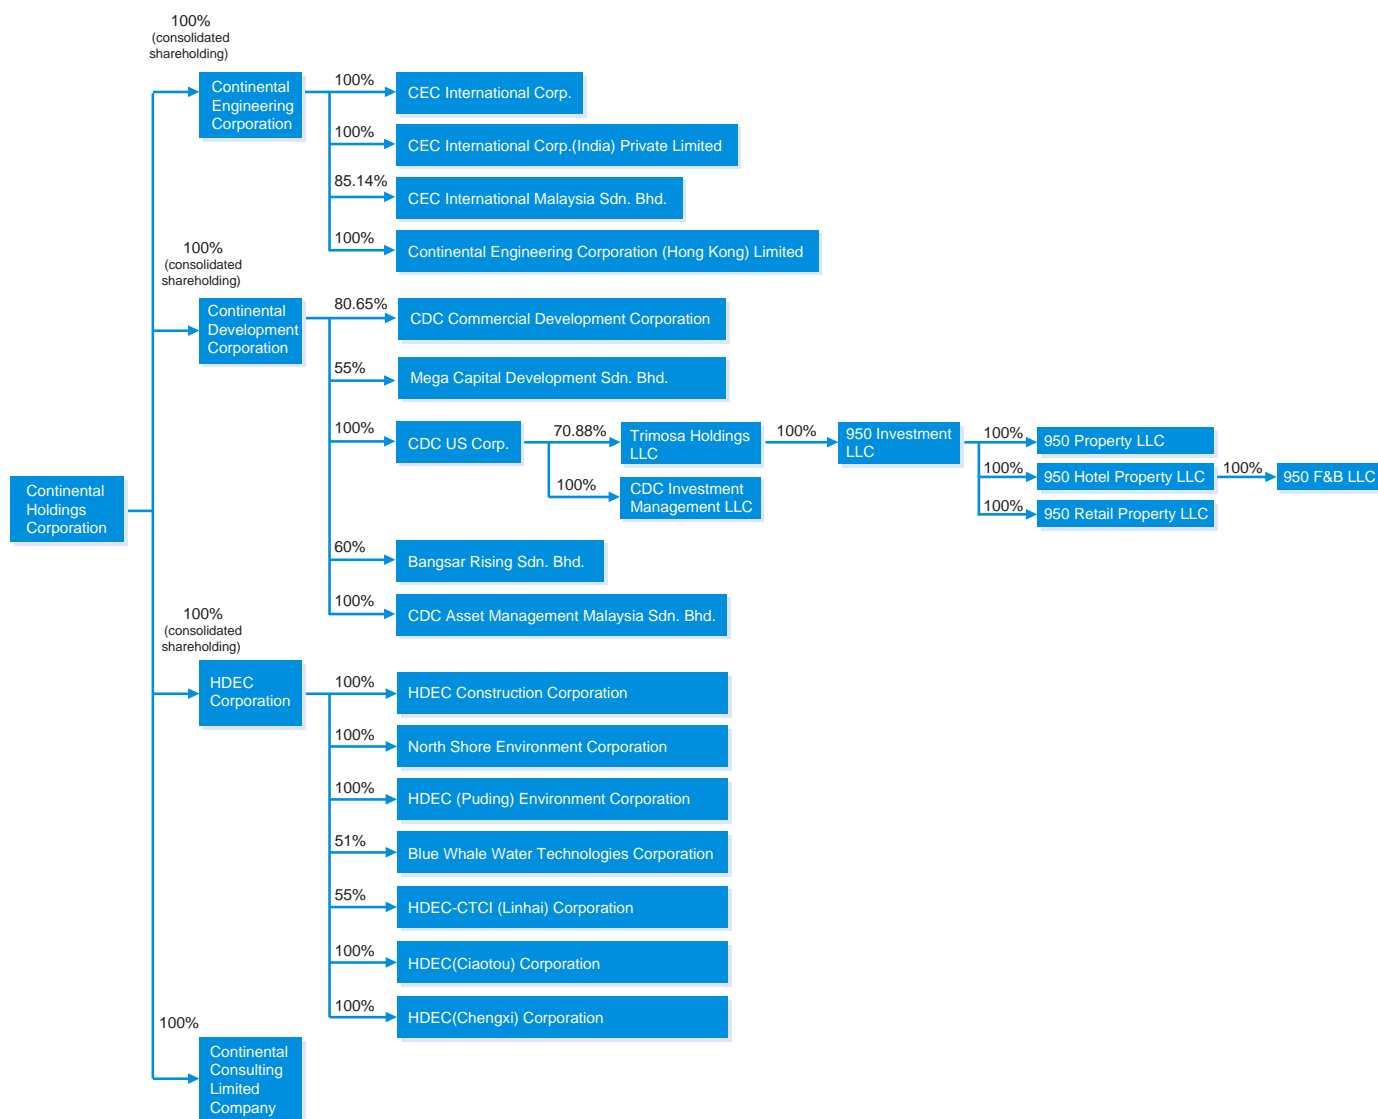 100%
(consolidated
shareholding)
Continental
Engineering
Corporation
100%
CEC International Corp.
100%
CEC International Corp.(India) Private Limited
85.14%
CEC International Malaysia Sdn. Bhd.
100%
Continental Engineering Corporation (Hong Kong) Limited
100%
(consolidated
shareholding)
Continental
Development
Corporation
80.65%
CDC Commercial Development Corporation
55%
Mega Capital Development Sdn. Bhd.
100%
CDC US Corp.
70.88%
Trimosa Holdings
LLC
100%
950 Investment
LLC
100%
950 Property LLC
100%
950 Hotel Property LLC
100%
950 F&B LLC
100%
950 Retail Property LLC
100%
CDC Investment
Management LLC
Continental
Holdings
Corporation
60%
Bangsar Rising Sdn. Bhd.
100%
CDC Asset Management Malaysia Sdn. Bhd.
100%
(consolidated
shareholding)
HDEC
Corporation
100%
HDEC Construction Corporation
100%
North Shore Environment Corporation
100%
HDEC (Puding) Environment Corporation
51%
Blue Whale Water Technologies Corporation
55%
HDEC-CTCI (Linhai) Corporation
100%
HDEC(Ciaotou) Corporation
100%
HDEC(Chengxi) Corporation
100%
Continental
Consulting
Limited
Company